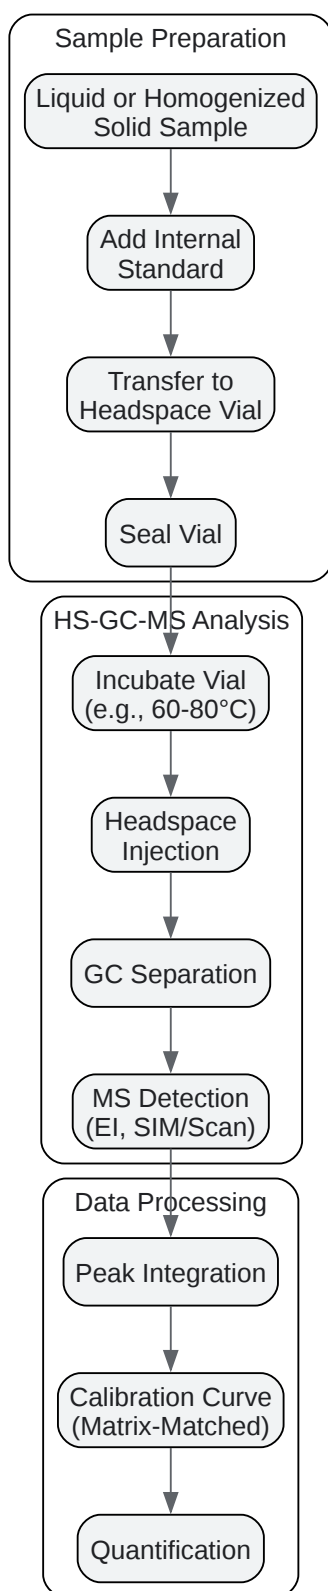 Sample Preparation
Liquid or Homogenized
Solid Sample
Add Internal
Standard
Transfer to
Headspace Vial
Seal Vial
HS-GC-MS Analysis
Incubate Vial
(e.g., 60-80°C)
Headspace
Injection
GC Separation
MS Detection
(EI, SIM/Scan)
Data Processing
Peak Integration
Calibration Curve
(Matrix-Matched)
Quantification